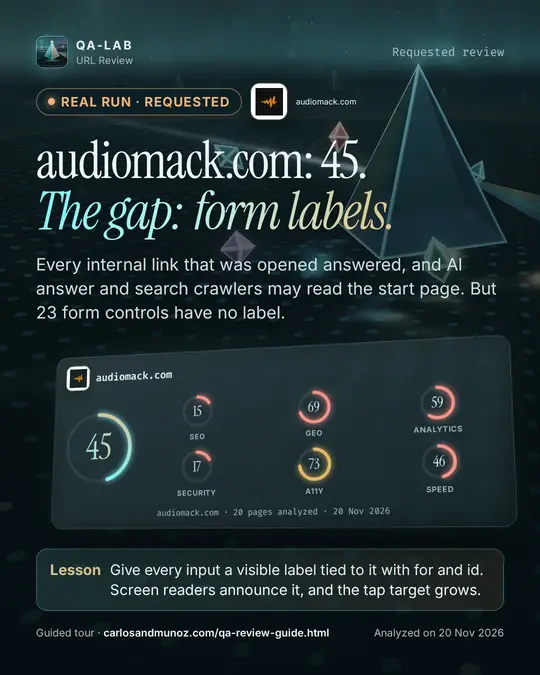 QA-LAB
URL Review
Requested review
REAL RUN · REQUESTED
audiomack.com
audiomack.com: 45.
The gap: form labels.
Every internal link that was opened answered, and AI
answer and search crawlers may read the start page. But
23 form controls have no label.
audiomack.com
45
15
SEO
69
GEO
59
ANALYTICS
17
SECURITY
73
A11Y
46
SPEED
audiomack.com · 20 pages analyzed · 20 Nov 2026
Lesson
Give every input a visible label tied to it with for and id.
Screen readers announce it, and the tap target grows.
Guided tour · carlosandmunoz.com/qa-review-guide.html
Analyzed on 20 Nov 2026